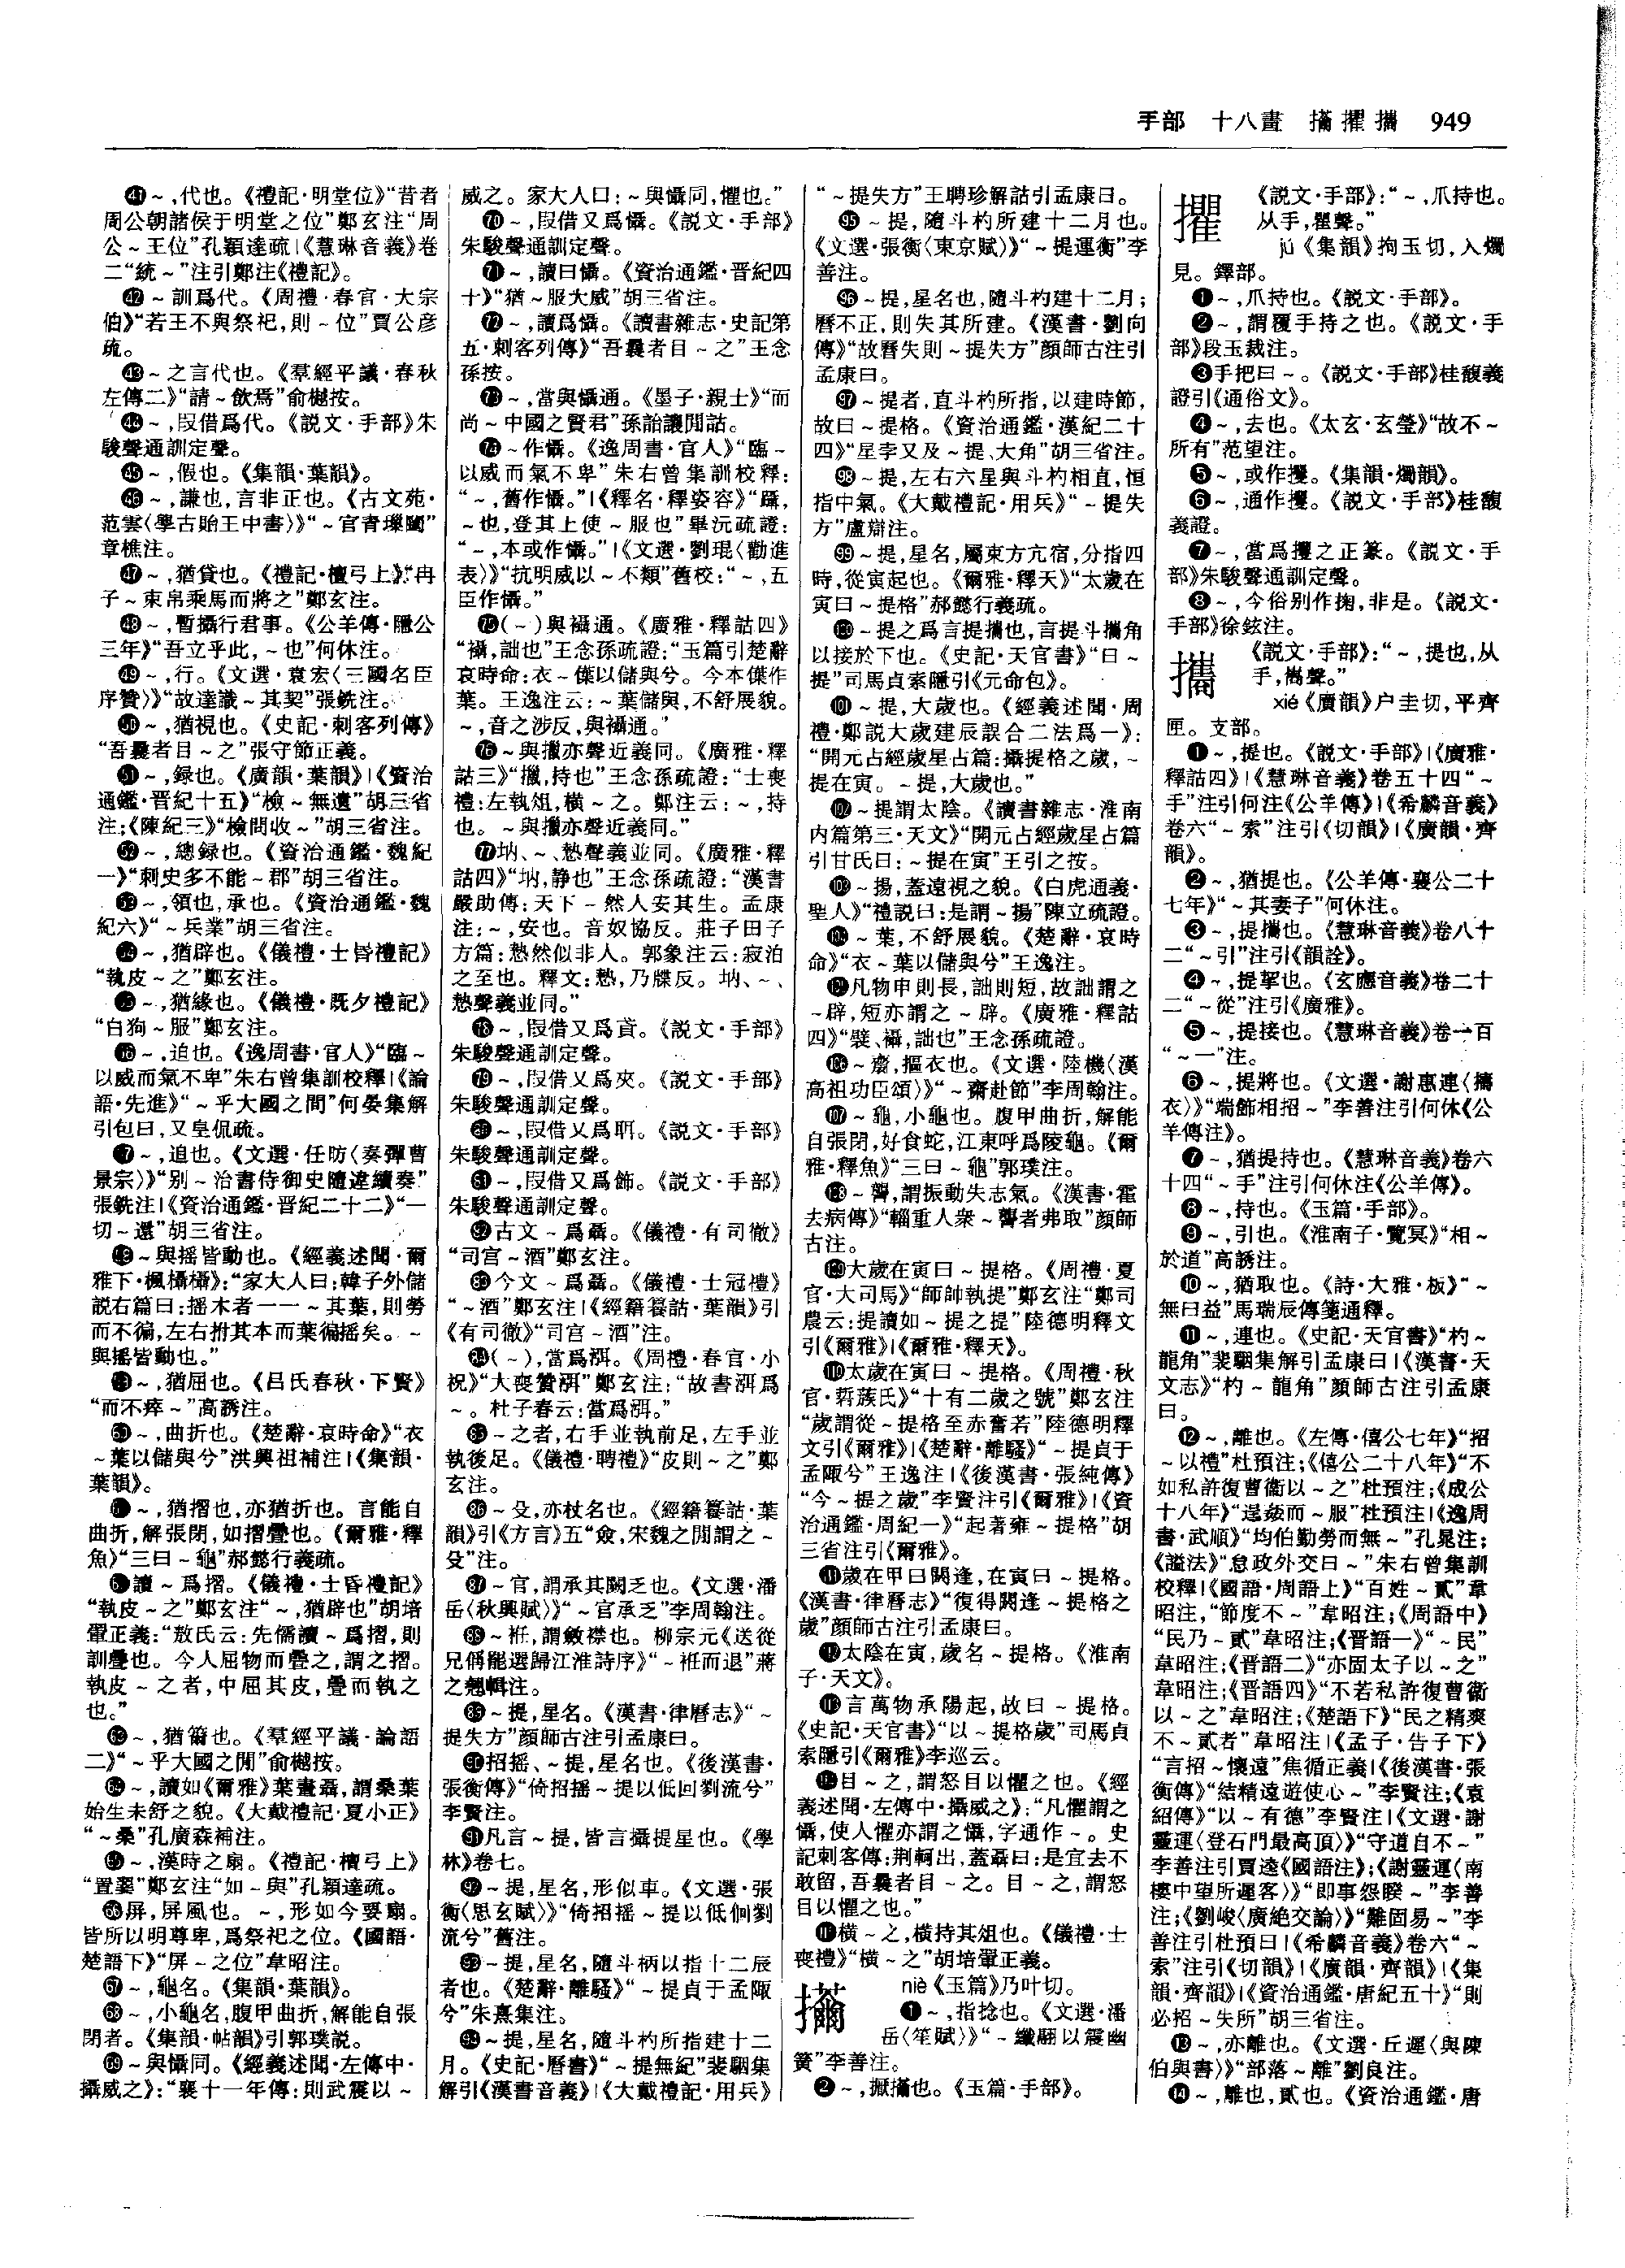 手部　十八畫　㩶㩴攜　949
㊶～,代也。《禮記·明堂位》“昔者
周公朝諸侯于明堂之位”鄭玄注“周
公～王位”孔穎達疏|《慧琳音義》卷
二“統～”注引鄭注《禮記》。
㊷～訓爲代。《周禮·春官·大宗
伯》“若王不與祭祀,則～位”賈公彦
疏。
㊸～之言代也。《羣經平議·春秋
左傳二》“請～飲焉”俞樾按。
㊹～,叚借爲代。《説文·手部》朱
駿聲通訓定聲。
㊺～,假也。《集韻·葉韻》。
㊻～,謙也,言非正也。《古文苑·
范雲〈學古貽王中書〉》“～官青瑣闥”
章樵注。
㊼～,猶貸也。《禮記·檀弓上》“冉
子～束帛乘馬而將之”鄭玄注。
㊽～,暫攝行君事。《公羊傳·隱公
三年》“吾立乎此,～也”何休注。
㊾～,行。《文選·袁宏〈三國名臣
序贊〉》“故達識～其契”張銑注。
㊿～,猶視也。《史記·刺客列傳》
“吾曩者目～之”張守節正義。
51～,録也。《廣韻·葉韻》|《資治
通鑑·晋紀十五》“檢～無遺”胡三省
注;《陳紀三》“檢問收～”胡三省注。
52～,總録也。《資治通鑑·魏紀
一》“刺史多不能～郡”胡三省注。
53～,領也,承也。《資治通鑑·魏
紀六》“～兵業”胡三省注。
54～,猶辟也。《儀禮·士昏禮記》
“執皮～之”鄭玄注。
55～,猶緣也。《儀禮·既夕禮記》
“白狗～服”鄭玄注。
56～,迫也。《逸周書·官人》“臨～
以威而氣不卑”朱右曾集訓校釋|《論
語·先進》“～乎大國之間”何晏集解
引包曰,又皇侃疏。
57～,追也。《文選·任昉〈奏彈曹
景宗〉》“别～治書侍御史隨違續奏”
張銑注|《資治通鑑·晋紀二十二》“一
切～還”胡三省注。
58～與摇皆動也。《經義述聞·爾
雅下·楓欇欇》:“家大人曰:韓子外儲
説右篇曰:摇木者一一～其葉,則勞
而不徧,左右拊其本而葉徧摇矣。～
與摇皆動也。”
59～,猶屈也。《吕氏春秋·下賢》
“而不瘁～”高誘注。
60～,曲折也。《楚辭·哀時命》“衣
～葉以儲與兮”洪興祖補注|《集韻·
葉韻》。
61～,猶摺也,亦猶折也。言能自
曲折,解張閉,如摺疊也。《爾雅·釋
魚》“三曰～龜”郝懿行義疏。
62讀～爲摺。《儀禮·士昏禮記》
“執皮～之”鄭玄注“～,猶辟也”胡培
翬正義:“敖氏云:先儒讀～爲摺,則
訓疊也。今人屈物而疊之,謂之摺。
執皮～之者,中屈其皮,疊而執之
也。”
63～,猶籋也。《羣經平議·論語
二》“～乎大國之閒”俞樾按。
64～,讀如《爾雅》葉晝聶,謂桑葉
始生未舒之貌。《大戴禮記·夏小正》
“～桑”孔廣森補注。
65～,漢時之扇。《禮記·檀弓上》
“置翣”鄭玄注“如～與”孔穎達疏。
66屏,屏風也。～,形如今要扇。
皆所以明尊卑,爲祭祀之位。《國語·
楚語下》“屏～之位”韋昭注。
67～,龜名。《集韻·葉韻》。
68～,小龜名,腹甲曲折,解能自張
閉者。《集韻·帖韻》引郭璞説。
69～與懾同。《經義述聞·左傳中·
攝威之》:“襄十一年傳:則武震以～
威之。家大人曰:～與懾同,懼也。”
70～,叚借又爲懾。《説文·手部》
朱駿聲通訓定聲。
71～,讀曰懾。《資治通鑑·晋紀四
十》“猶～服大威”胡三省注。
72～,讀爲懾。《讀書雜志·史記第
五·刺客列傳》“吾曩者目～之”王念
孫按。
73～,當與懾通。《墨子·親士》“而
尚～中國之賢君”孫詒讓閒詁。
74～作懾。《逸周書·官人》“臨～
以威而氣不卑”朱右曾集訓校釋:
“～,舊作懾。”|《釋名·釋姿容》“躡,
～也,登其上使～服也”畢沅疏證:
“～,本或作懾。”|《文選·劉琨〈勸進
表〉》“抗明威以～不類”舊校:“～,五
臣作懾。”
75(～)與襵通。《廣雅·釋詁四》
“襵,詘也”王念孫疏證:“玉篇引楚辭
哀時命:衣～僷以儲與兮。今本僷作
葉。王逸注云:～葉儲與,不舒展貌。
～,音之涉反,與襵通。”
76～與擸亦聲近義同。《廣雅·釋
詁三》“擸,持也”王念孫疏證:“士喪
禮:左執俎,横～之。鄭注云:～,持
也。～與擸亦聲近義同。”
77㘨、～、慹聲義並同。《廣雅·釋
詁四》“㘨,静也”王念孫疏證:“漢書
嚴助傳:天下～然人安其生。孟康
注:～,安也。音奴協反。莊子田子
方篇:慹然似非人。郭象注云:寂泊
之至也。釋文:慹,乃牒反。㘨、～、
慹聲義並同。”
78～,叚借又爲貣。《説文·手部》
朱駿聲通訓定聲。
79～,叚借又爲夾。《説文·手部》
朱駿聲通訓定聲。
80～,叚借又爲䎳。《説文·手部》
朱駿聲通訓定聲。
81～,叚借又爲飾。《説文·手部》
朱駿聲通訓定聲。
82古文～爲聶。《儀禮·有司徹》
“司宫～酒”鄭玄注。
83今文～爲聶。《儀禮·士冠禮》
“～酒”鄭玄注|《經籍籑詁·葉韻》引
《有司徹》“司宫～酒”注。
84(～),當爲渳。《周禮·春官·小
祝》“大喪贊渳”鄭玄注:“故書渳爲
～。杜子春云:當爲渳。”
85～之者,右手並執前足,左手並
執後足。《儀禮·聘禮》“皮則～之”鄭
玄注。
86～殳,亦杖名也。《經籍籑詁·葉
韻》引《方言》五“僉,宋魏之閒謂之～
殳”注。
87～官,謂承其闕乏也。《文選·潘
岳〈秋興賦〉》“～官承乏”李周翰注。
88～袵,謂斂襟也。柳宗元《送從
兄偁罷選歸江淮詩序》“～袵而退”蔣
之翹輯注。
89～提,星名。《漢書·律曆志》“～
提失方”顔師古注引孟康曰。
90招摇、～提,星名也。《後漢書·
張衡傳》“倚招摇～提以低回劉流兮”
李賢注。
91凡言～提,皆言攝提星也。《學
林》卷七。
92～提,星名,形似車。《文選·張
衡〈思玄賦〉》“倚招摇～提以低佪劉
流兮”舊注。
93～提,星名,隨斗柄以指十二辰
者也。《楚辭·離騷》“～提貞于孟陬
兮”朱熹集注。
94～提,星名,隨斗杓所指建十二
月。《史記·曆書》“～提無紀”裴駰集
解引《漢書音義》|《大戴禮記·用兵》
“～提失方”王聘珍解詁引孟康曰。
95～提,隨斗杓所建十二月也。
《文選·張衡〈東京賦〉》“～提運衡”李
善注。
96～提,星名也,隨斗杓建十二月;
曆不正,則失其所建。《漢書·劉向
傳》“故曆失則～提失方”顔師古注引
孟康曰。
97～提者,直斗杓所指,以建時節,
故曰～提格。《資治通鑑·漢紀二十
四》“星孛又及～提、大角”胡三省注。
98～提,左右六星與斗杓相直,恒
指中氣。《大戴禮記·用兵》“～提失
方”盧辯注。
99～提,星名,屬東方亢宿,分指四
時,從寅起也。《爾雅·釋天》“太歲在
寅曰～提格”郝懿行義疏。
100～提之爲言提攜也,言提斗攜角
以接於下也。《史記·天官書》“曰～
提”司馬貞索隱引《元命包》。
101～提,大歲也。《經義述聞·周
禮·鄭説大歲建辰誤合二法爲一》:
“開元占經歲星占篇:攝提格之歲,～
提在寅。～提,大歲也。”
102～提謂太陰。《讀書雜志·淮南
内篇第三·天文》“開元占經歲星占篇
引甘氏曰:～提在寅”王引之按。
103～揚,蓋遠視之貌。《白虎通義·
聖人》“禮説曰:是謂～揚”陳立疏證。
104～葉,不舒展貌。《楚辭·哀時
命》“衣～葉以儲與兮”王逸注。
105凡物申則長,詘則短,故詘謂之
～辟,短亦謂之～辟。《廣雅·釋詁
四》“襞、襵,詘也”王念孫疏證。
106～齋,摳衣也。《文選·陸機〈漢
高祖功臣頌〉》“～齋赴節”李周翰注。
107～龜,小龜也。腹甲曲折,解能
自張閉,好食蛇,江東呼爲陵龜。《爾
雅·釋魚》“三曰～龜”郭璞注。
108～讋,謂振動失志氣。《漢書·霍
去病傳》“輜重人衆～讋者弗取”顔師
古注。
109大歲在寅曰～提格。《周禮·夏
官·大司馬》“師帥執提”鄭玄注“鄭司
農云:提讀如～提之提”陸德明釋文
引《爾雅》|《爾雅·釋天》。
110太歲在寅曰～提格。《周禮·秋
官·硩蔟氏》“十有二歲之號”鄭玄注
“歲謂從～提格至赤奮若”陸德明釋
文引《爾雅》|《楚辭·離騷》“～提貞于
孟陬兮”王逸注|《後漢書·張純傳》
“今～提之歲”李賢注引《爾雅》|《資
治通鑑·周紀一》“起著雍～提格”胡
三省注引《爾雅》。
111歲在甲曰閼逢,在寅曰～提格。
《漢書·律曆志》“復得閼逢～提格之
歲”顔師古注引孟康曰。
112太陰在寅,歲名～提格。《淮南
子·天文》。
113言萬物承陽起,故曰～提格。
《史記·天官書》“以～提格歲”司馬貞
索隱引《爾雅》李巡云。
114目～之,謂怒目以懼之也。《經
義述聞·左傳中·攝威之》:“凡懼謂之
懾,使人懼亦謂之懾,字通作～。史
記刺客傳:荆軻出,蓋聶曰:是宜去不
敢留,吾曩者目～之。目～之,謂怒
目以懼之也。”
115横～之,横持其俎也。《儀禮·士
喪禮》“横～之”胡培翬正義。
㩶 niè《玉篇》乃叶切。
❶～,指捻也。《文選·潘
岳〈笙賦〉》“～纖翮以震幽
簧”李善注。
❷～,撠㩶也。《玉篇·手部》。
㩴 《説文·手部》:“～,爪持也。
从手,瞿聲。”
jú《集韻》拘玉切,入燭
見。鐸部。
❶～,爪持也。《説文·手部》。
❷～,謂覆手持之也。《説文·手
部》段玉裁注。
❸手把曰～。《説文·手部》桂馥義
證引《通俗文》。
❹～,去也。《太玄·玄瑩》“故不～
所有”范望注。
❺～,或作攫。《集韻·燭韻》。
❻～,通作攫。《説文·手部》桂馥
義證。
❼～,當爲攫之正篆。《説文·手
部》朱駿聲通訓定聲。
❽～,今俗别作掬,非是。《説文·
手部》徐鉉注。
攜 《説文·手部》:“～,提也,从
手,巂聲。”
xié《廣韻》户圭切,平齊
匣。支部。
❶～,提也。《説文·手部》|《廣雅·
釋詁四》|《慧琳音義》卷五十四“～
手”注引何注《公羊傳》|《希麟音義》
卷六“～索”注引《切韻》|《廣韻·齊
韻》。
❷～,猶提也。《公羊傳·襄公二十
七年》“～其妻子”何休注。
❸～,提攜也。《慧琳音義》卷八十
二“～引”注引《韻詮》。
❹～,提挈也。《玄應音義》卷二十
二“～從”注引《廣雅》。
❺～,提接也。《慧琳音義》卷一百
“～一”注。
❻～,提將也。《文選·謝惠連〈擣
衣〉》“端飾相招～”李善注引何休《公
羊傳注》。
❼～,猶提持也。《慧琳音義》卷六
十四“～手”注引何休注《公羊傳》。
❽～,持也。《玉篇·手部》。
❾～,引也。《淮南子·覽冥》“相～
於道”高誘注。
❿～,猶取也。《詩·大雅·板》“～
無曰益”馬瑞辰傳箋通釋。
⓫～,連也。《史記·天官書》“杓～
龍角”裴駰集解引孟康曰|《漢書·天
文志》“杓～龍角”顔師古注引孟康
曰。
⓬～,離也。《左傳·僖公七年》“招
～以禮”杜預注;《僖公二十八年》“不
如私許復曹衞以～之”杜預注;《成公
十八年》“逞姦而～服”杜預注|《逸周
書·武順》“均伯勤勞而無～”孔晁注;
《謚法》“怠政外交曰～”朱右曾集訓
校釋|《國語·周語上》“百姓～貳”韋
昭注,“節度不～”韋昭注;《周語中》
“民乃～貳”韋昭注;《晋語一》“～民”
韋昭注;《晋語二》“亦固太子以～之”
韋昭注;《晋語四》“不若私許復曹衞
以～之”韋昭注;《楚語下》“民之精爽
不～貳者”韋昭注|《孟子·告子下》
“言招～懷遠”焦循正義|《後漢書·張
衡傳》“結精遠遊使心～”李賢注;《袁
紹傳》“以～有德”李賢注|《文選·謝
靈運〈登石門最高頂〉》“守道自不～”
李善注引賈逵《國語注》;《謝靈運〈南
樓中望所遲客〉》“即事怨睽～”李善
注;《劉峻〈廣絶交論〉》“難固易～”李
善注引杜預曰|《希麟音義》卷六“～
索”注引《切韻》|《廣韻·齊韻》|《集
韻·齊韻》|《資治通鑑·唐紀五十》“則
必招～失所”胡三省注。
⓭～,亦離也。《文選·丘遲〈與陳
伯與書〉》“部落～離”劉良注。
⓮～,離也,貳也。《資治通鑑·唐